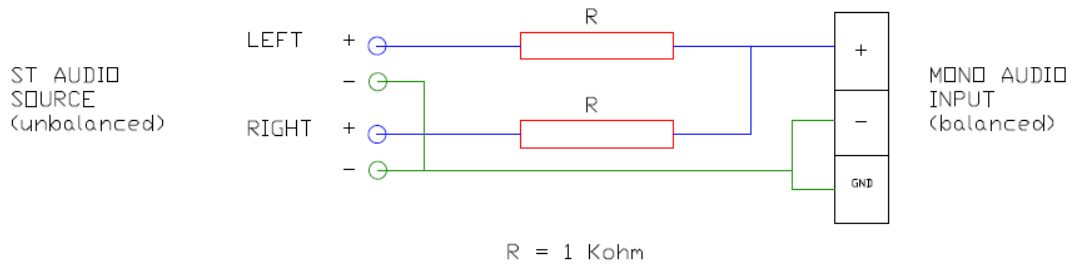 ST AUDIO
SOURCE
(unbalanced)
LEFT
+
-
RIGHT
+
-
R
R
+
-
GND
MONO AUDIO
INPUT
(balanced)
R = 1 Kohm